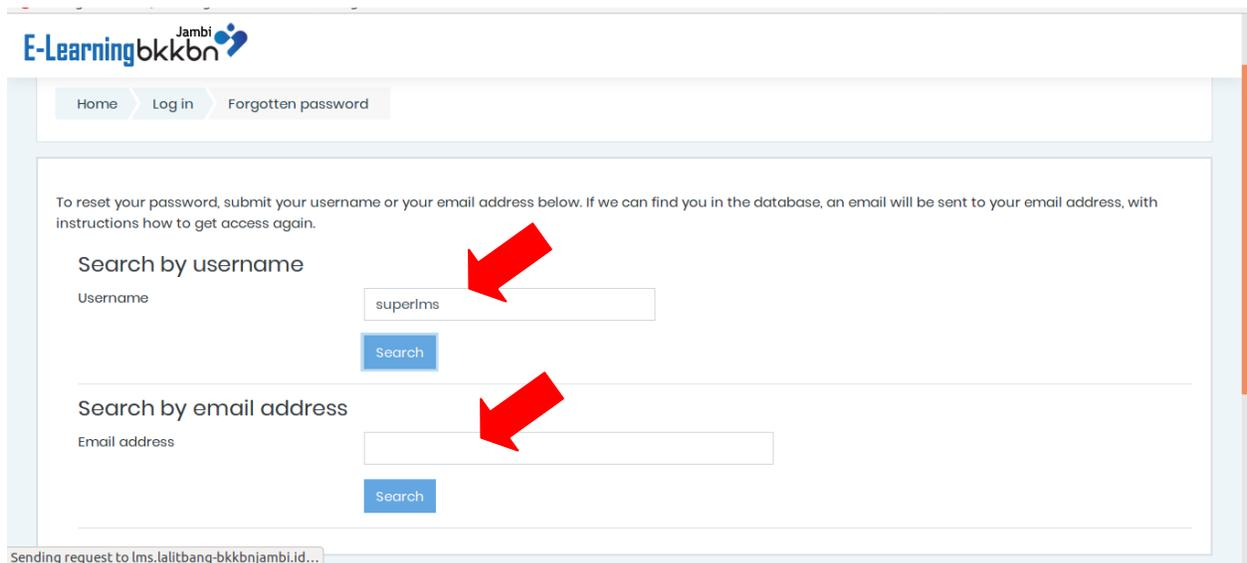 Jambi
E-Learningbkkbn
Home Log in Forgotten password
To reset your password, submit your username or your email address below. If we can find you in the database, an email will be sent to your email address, with
instructions how to get access again.
Search by username
Username
superlms
Search
Search by email address
Email address
Search
Sending request to lms.lalitbang-bkkbnjambi.id...